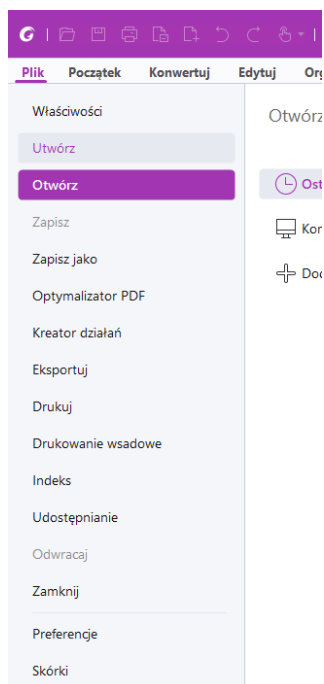 Plik Początek Konwertuj Edytuj
Właściwości
Otwórz
Utwórz
Otwórz
Zapisz
Zapisz jako
Optymalizator PDF
Kreator działań
Eksportuj
Drukuj
Drukowanie wsadowe
Indeks
Udostępnianie
Odwracaj
Zamknij
Preferencje
Skórki